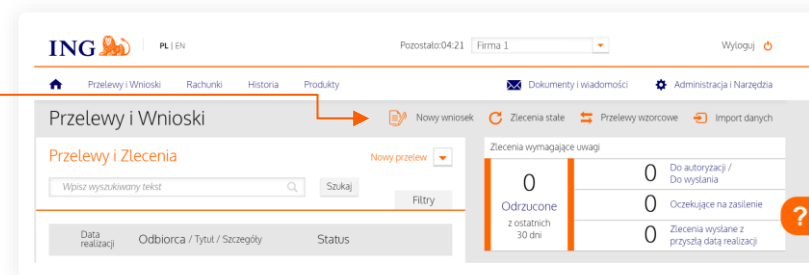 ING
PL | EN
Pozostało:04:21
Firma 1
Wyloguj
Przelewy i Wnioski
Rachunki
Historia
Produkty
Dokumenty i wiadomości
Administracja i Narzędzia
Przelewy i Wnioski
Nowy wniosek
Zlecenia stałe
Przelewy wzorcowe
Import danych
Przelewy i Zlecenia
Nowy przelew
Wpisz wyszukiwany tekst
Szukaj
Filtry
Data
realizacji
Odbiorca / Tytuł / Szczegóły
Status
Zlecenia wymagające uwagi
0
Odrzucone
z ostatnich
30 dni
0 Do autoryzacji /
Do wysłania
0 Oczekujące na zasilenie
0 Zlecenia wysłane z
przyszłą datą realizacji
?